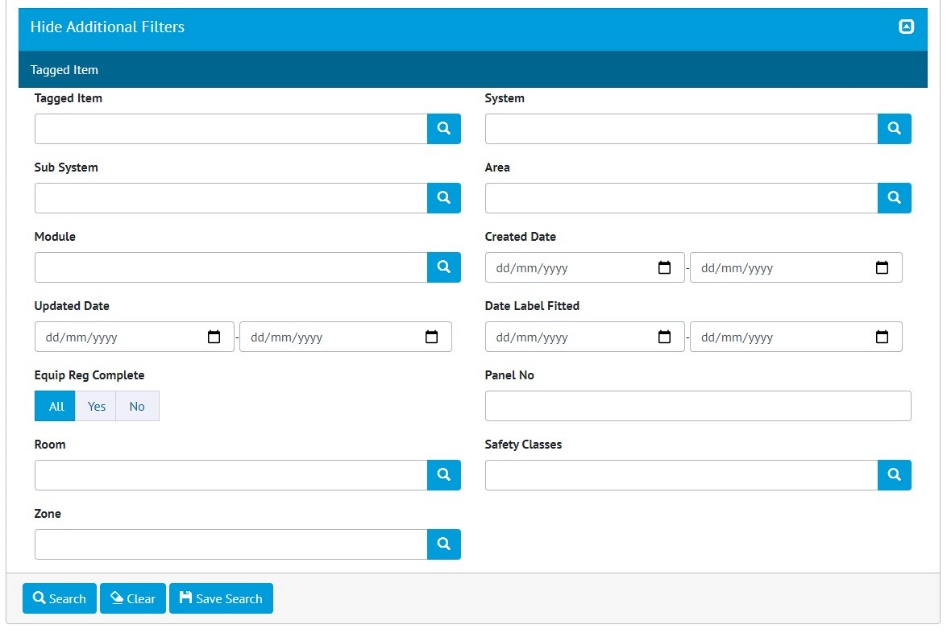 Hide Additional Filters
Tagged Item
Tagged Item
System
Sub System
Area
Module
Created Date
dd/mm/yyyy - dd/mm/yyyy
Updated Date
dd/mm/yyyy - dd/mm/yyyy
Date Label Fitted
dd/mm/yyyy - dd/mm/yyyy
Equip Reg Complete
All Yes No
Panel No
Room
Safety Classes
Zone
Search Clear Save Search